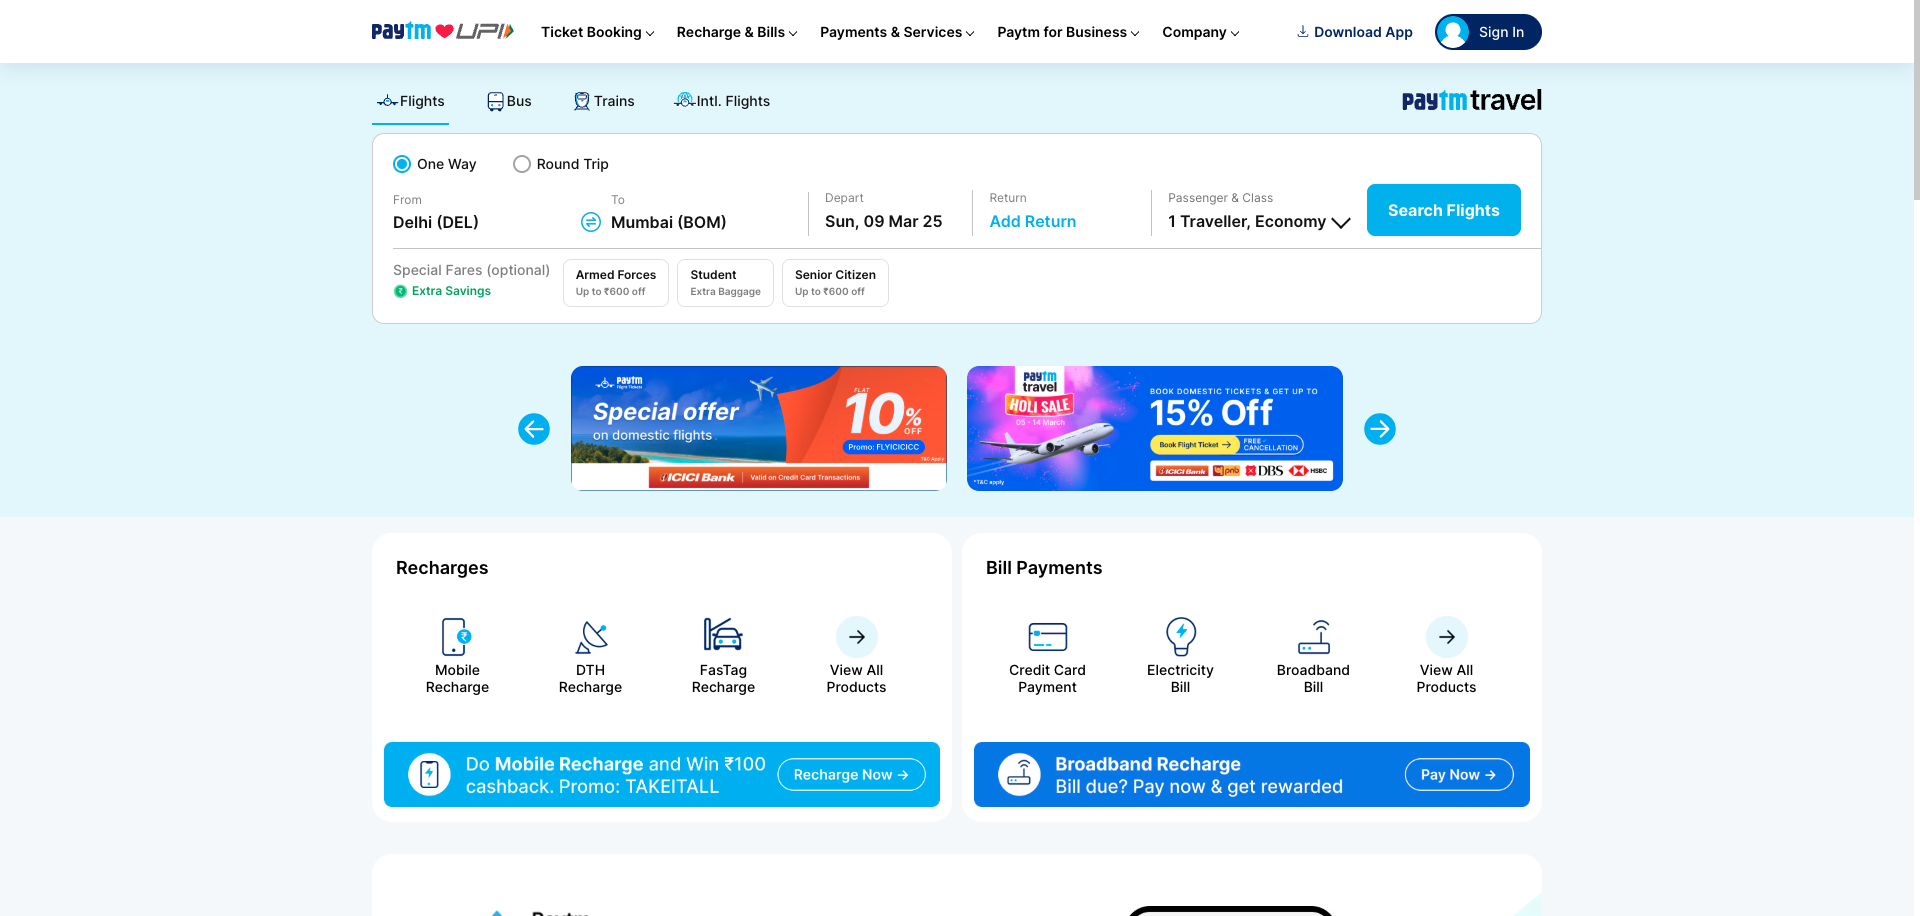 paytm UPI
Ticket Booking
Recharge & Bills
Payments & Services
Paytm for Business
Company
Download App
Sign In
Flights
Bus
Trains
Intl. Flights
paytm travel
One Way
Round Trip
From
Delhi (DEL)
To
Mumbai (BOM)
Depart
Sun, 09 Mar 25
Return
Add Return
Passenger & Class
1 Traveller, Economy
Search Flights
Special Fares (optional)
Extra Savings
Armed Forces
Up to ₹600 off
Student
Extra Baggage
Senior Citizen
Up to ₹600 off
paytm
Flight Tickets
Special offer
on domestic flights
FLAT
10% OFF
Promo: FLYICICICC
T&C Apply
ICICI Bank
Valid on Credit Card Transactions
paytm
travel
HOLI SALE
05 - 14 March
*T&C apply
BOOK DOMESTIC TICKETS & GET UP TO
15% Off
Book Flight Ticket →
FREE
CANCELLATION
ICICI Bank pnb DBS HSBC
Recharges
Mobile
Recharge
DTH
Recharge
FasTag
Recharge
View All
Products
Do Mobile Recharge and Win ₹100
cashback. Promo: TAKEITALL
Recharge Now →
Bill Payments
Credit Card
Payment
Electricity
Bill
Broadband
Bill
View All
Products
Broadband Recharge
Bill due? Pay now & get rewarded
Pay Now →